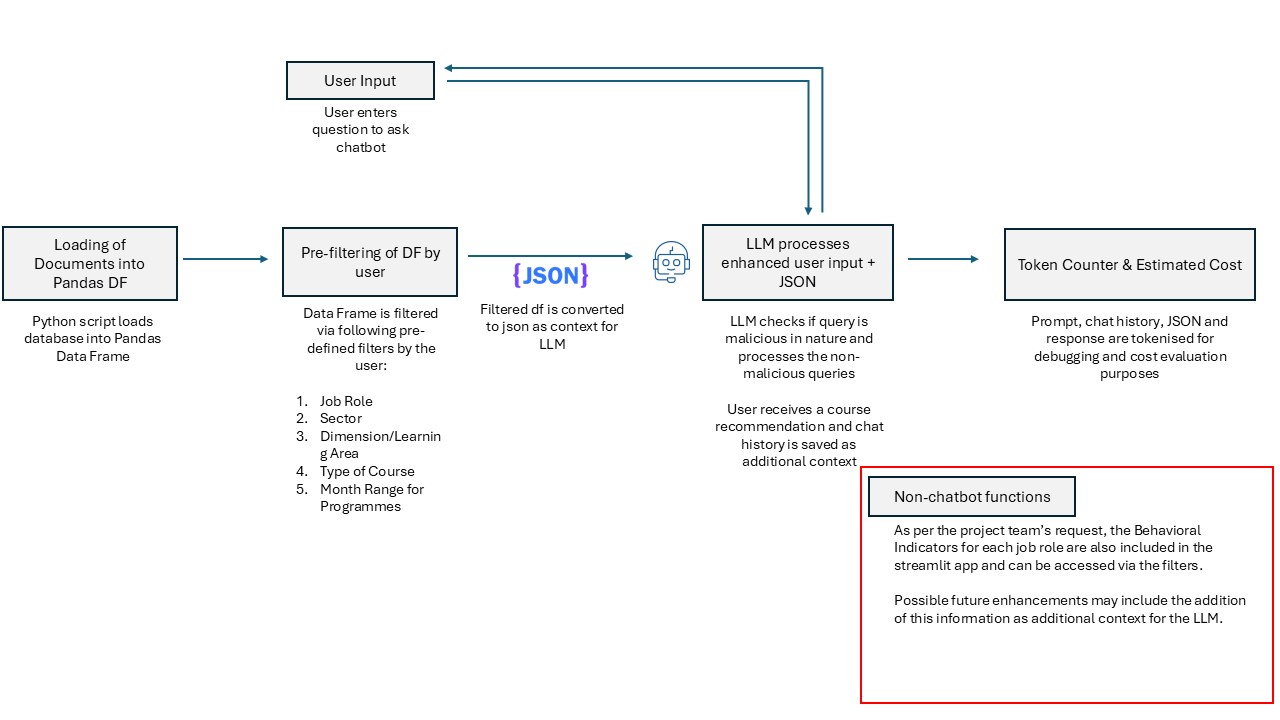 User Input
User enters
question to ask
chatbot
Loading of
Documents into
Pandas DF
Python script loads
database into Pandas
Data Frame
Pre-filtering of DF by
user
Data Frame is filtered
via following pre-
defined filters by the
user:
1. Job Role
2. Sector
3. Dimension/Learnin
g Area
4. Type of Course
5. Month Range for
Programmes
{JSON}
Filtered df is converted
to json as context for
LLM
LLM processes
enhanced user input +
JSON
LLM checks if query is
malicious in nature and
processes the non-
malicious queries
User receives a course
recommendation and chat
history is saved as
additional context
Token Counter & Estimated Cost
Prompt, chat history, JSON and
response are tokenised for
debugging and cost evaluation
purposes
Non-chatbot functions
As per the project team’s request, the Behavioral
Indicators for each job role are also included in the
streamlit app and can be accessed via the filters.
Possible future enhancements may include the addition
of this information as additional context for the LLM.